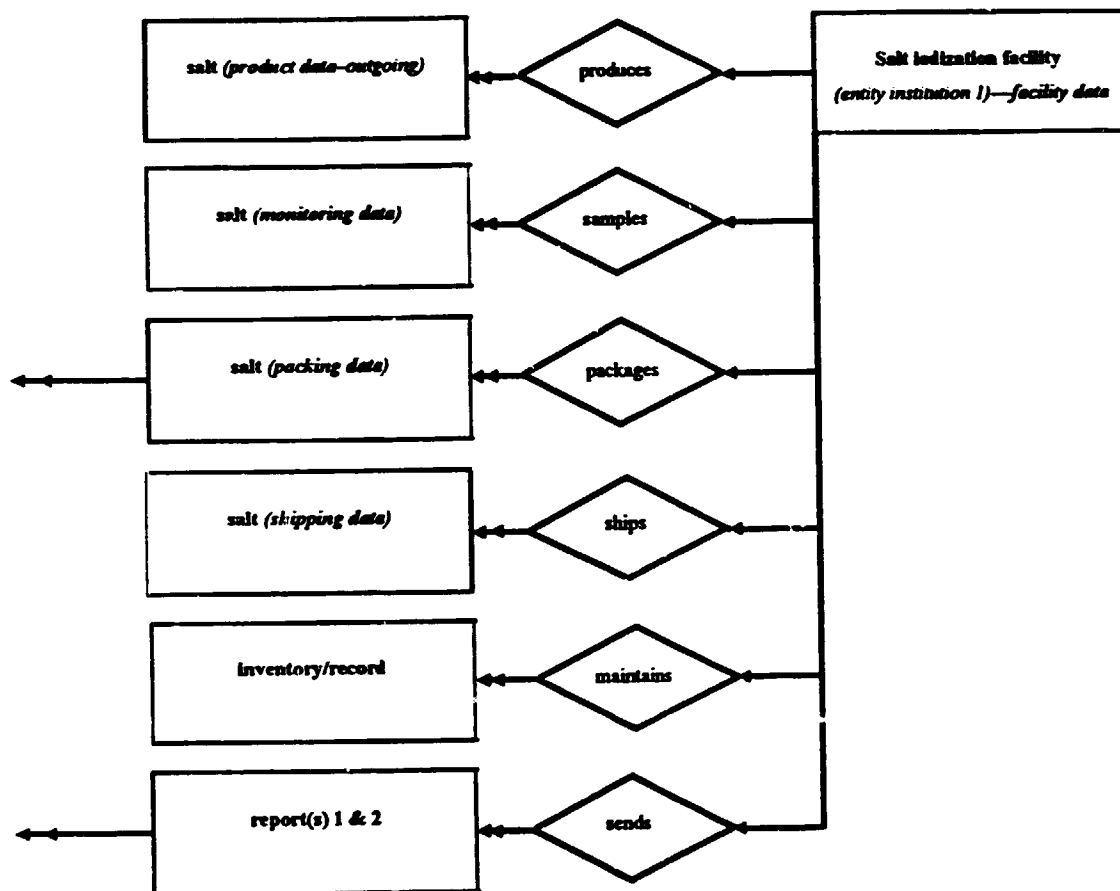 salt (product data-outgoing)
produces
Salt iodization facility
(entity institution 1)—facility data
salt (monitoring data)
samples
salt (packing data)
packages
salt (shipping data)
ships
inventory/record
maintains
report(s) 1 & 2
sends